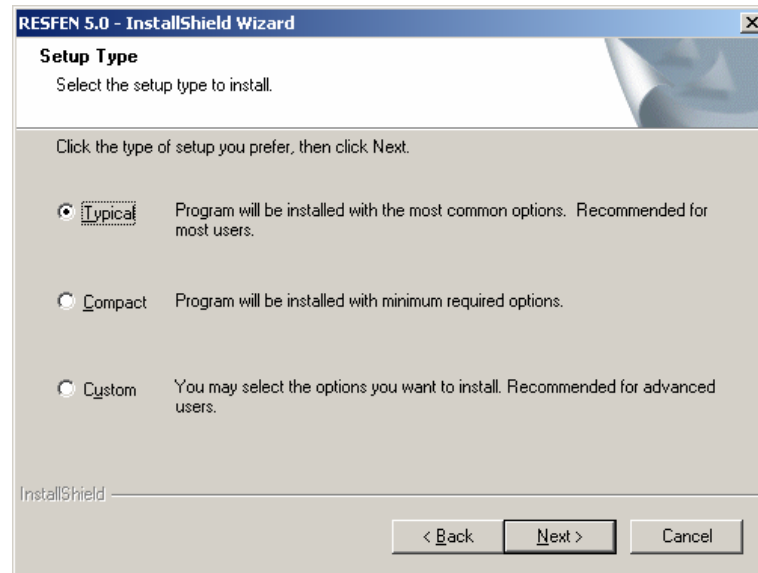 RESFEN 5.0 - InstallShield Wizard
Setup Type
Select the setup type to install.
Click the type of setup you prefer, then click Next.
Typical
Program will be installed with the most common options. Recommended for
most users.
Compact
Program will be installed with minimum required options.
Custom
You may select the options you want to install. Recommended for advanced
users.
InstallShield
< Back
Next >
Cancel